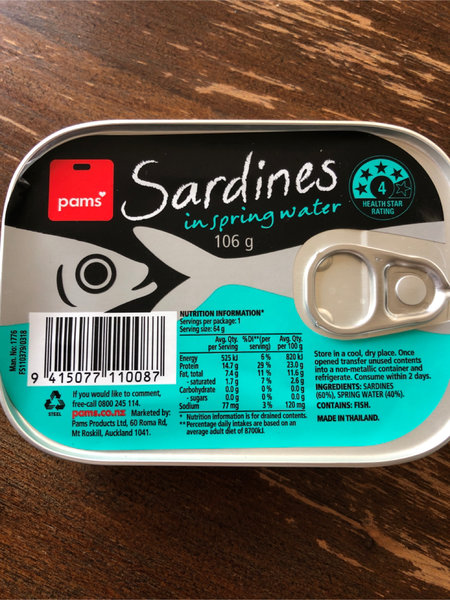 pams
Sardines
in spring water
106 g
4
HEALTH STAR
RATING
Man. No: 1776
FS110379/0318
9 415077 110087
STEEL
If you would like to comment,
free-call 0800 245 114.
pams.co.nz Marketed by:
Pams Products Ltd, 60 Roma Rd,
Mt Roskill, Auckland 1041.
NUTRITION INFORMATION*
Servings per package: 1
Serving size: 64 g
Avg. Qty. %DI**(per Avg. Qty.
per Serving serving) per 100 g
Energy 525 kJ 6 % 820 kJ
Protein 14.7 g 29 % 23.0 g
Fat, total 7.4 g 11 % 11.6 g
- saturated 1.7 g 7 % 2.6 g
Carbohydrate 0.0 g 0 % 0.0 g
- sugars 0.0 g 0 % 0.0 g
Sodium 77 mg 3 % 120 mg
* Nutrition information is for drained contents.
** Percentage daily intakes are based on an
average adult diet of 8700kJ.
Store in a cool, dry place. Once
opened transfer unused contents
into a non-metallic container and
refrigerate. Consume within 2 days.
INGREDIENTS: SARDINES
(60%), SPRING WATER (40%).
CONTAINS: FISH.
MADE IN THAILAND.